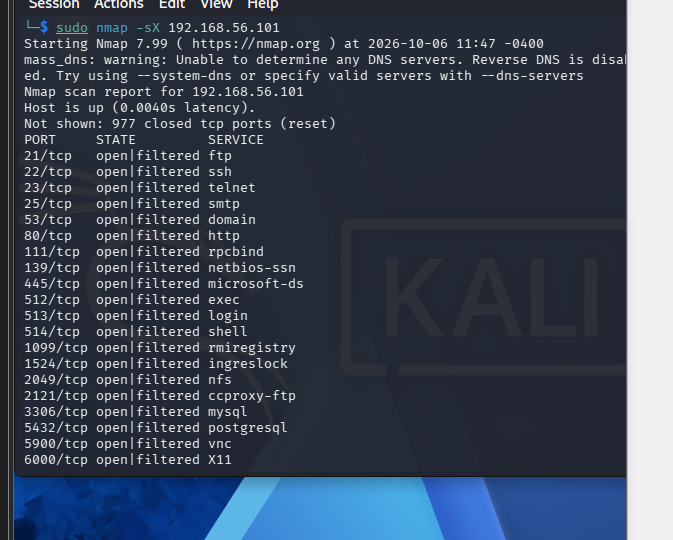 Session Actions Edit View Help
└─$ sudo nmap -sX 192.168.56.101
Starting Nmap 7.99 ( https://nmap.org ) at 2026-10-06 11:47 -0400
mass_dns: warning: Unable to determine any DNS servers. Reverse DNS is disab
ed. Try using --system-dns or specify valid servers with --dns-servers
Nmap scan report for 192.168.56.101
Host is up (0.0040s latency).
Not shown: 977 closed tcp ports (reset)
PORT     STATE         SERVICE
21/tcp   open|filtered ftp
22/tcp   open|filtered ssh
23/tcp   open|filtered telnet
25/tcp   open|filtered smtp
53/tcp   open|filtered domain
80/tcp   open|filtered http
111/tcp  open|filtered rpcbind
139/tcp  open|filtered netbios-ssn
445/tcp  open|filtered microsoft-ds
512/tcp  open|filtered exec
513/tcp  open|filtered login
514/tcp  open|filtered shell
1099/tcp open|filtered rmiregistry
1524/tcp open|filtered ingreslock
2049/tcp open|filtered nfs
2121/tcp open|filtered ccproxy-ftp
3306/tcp open|filtered mysql
5432/tcp open|filtered postgresql
5900/tcp open|filtered vnc
6000/tcp open|filtered X11
KALI